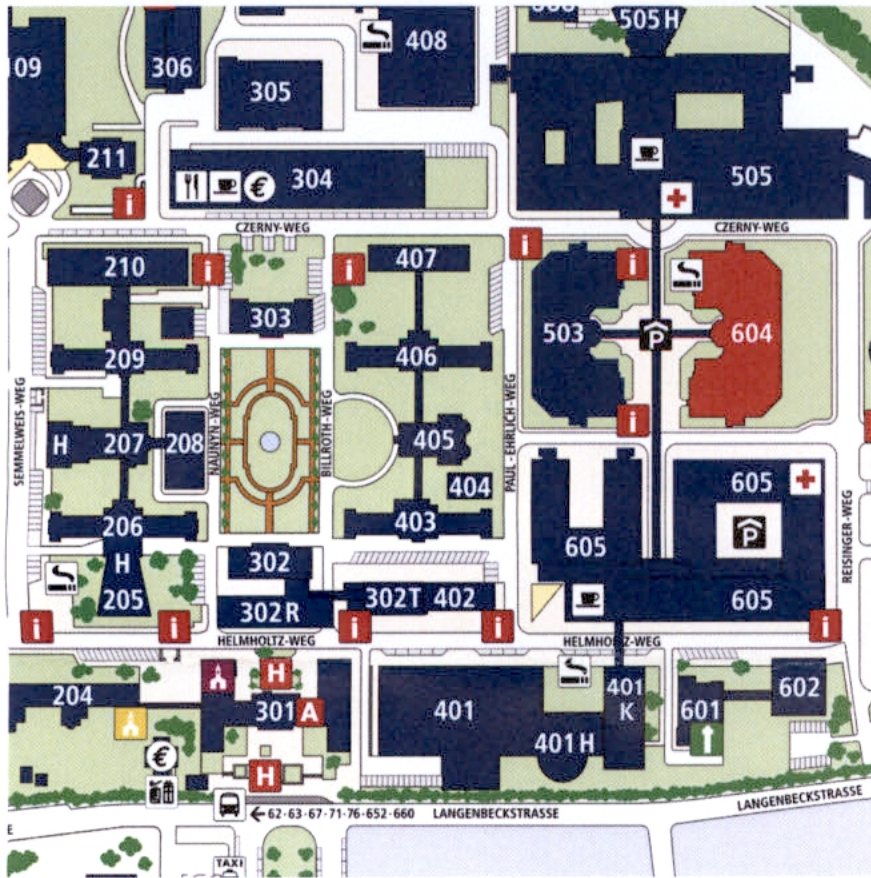 505 H
408
109
306
305
211
304
€
505
i
CZERNY-WEG
CZERNY-WEG
210
i
i
407
i
i
303
503
P
604
209
406
SEMMELWEIS-WEG
NAUNYN-WEG
BILLROTH-WEG
PAUL-EHRLICH-WEG
H
207
208
405
i
404
605
206
403
P
REISINGER-WEG
H
302
605
205
302 R
302T
402
605
i
i
i
i
i
HELMHOLTZ-WEG
HELMHOLTZ-WEG
204
H
301
A
401
401
K
601
602
401 H
€
H
←62·63·67·71·76·652·660
LANGENBECKSTRASSE
LANGENBECKSTRASSE
TAXI